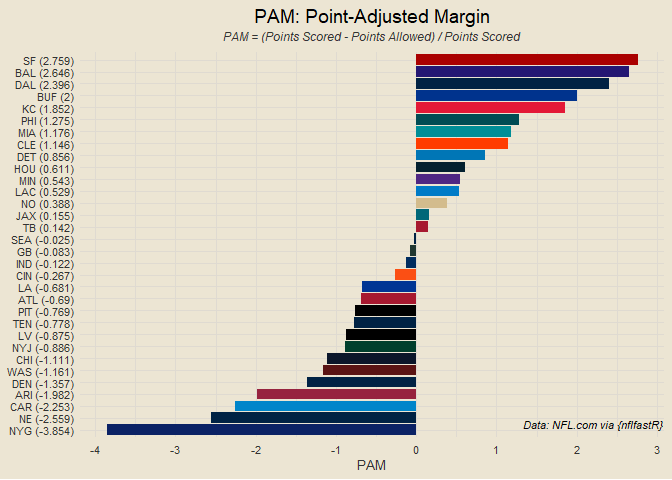 PAM: Point-Adjusted Margin
PAM = (Points Scored - Points Allowed) / Points Scored
SF (2.759)
BAL (2.646)
DAL (2.396)
BUF (2)
KC (1.852)
PHI (1.275)
MIA (1.176)
CLE (1.146)
DET (0.856)
HOU (0.611)
MIN (0.543)
LAC (0.529)
NO (0.388)
JAX (0.155)
TB (0.142)
SEA (-0.025)
GB (-0.083)
IND (-0.122)
CIN (-0.267)
LA (-0.681)
ATL (-0.69)
PIT (-0.769)
TEN (-0.778)
LV (-0.875)
NYJ (-0.886)
CHI (-1.111)
WAS (-1.161)
DEN (-1.357)
ARI (-1.982)
CAR (-2.253)
NE (-2.559)
NYG (-3.854)
Data: NFL.com via {nflfastR}
-4 -3 -2 -1 0 1 2 3
PAM